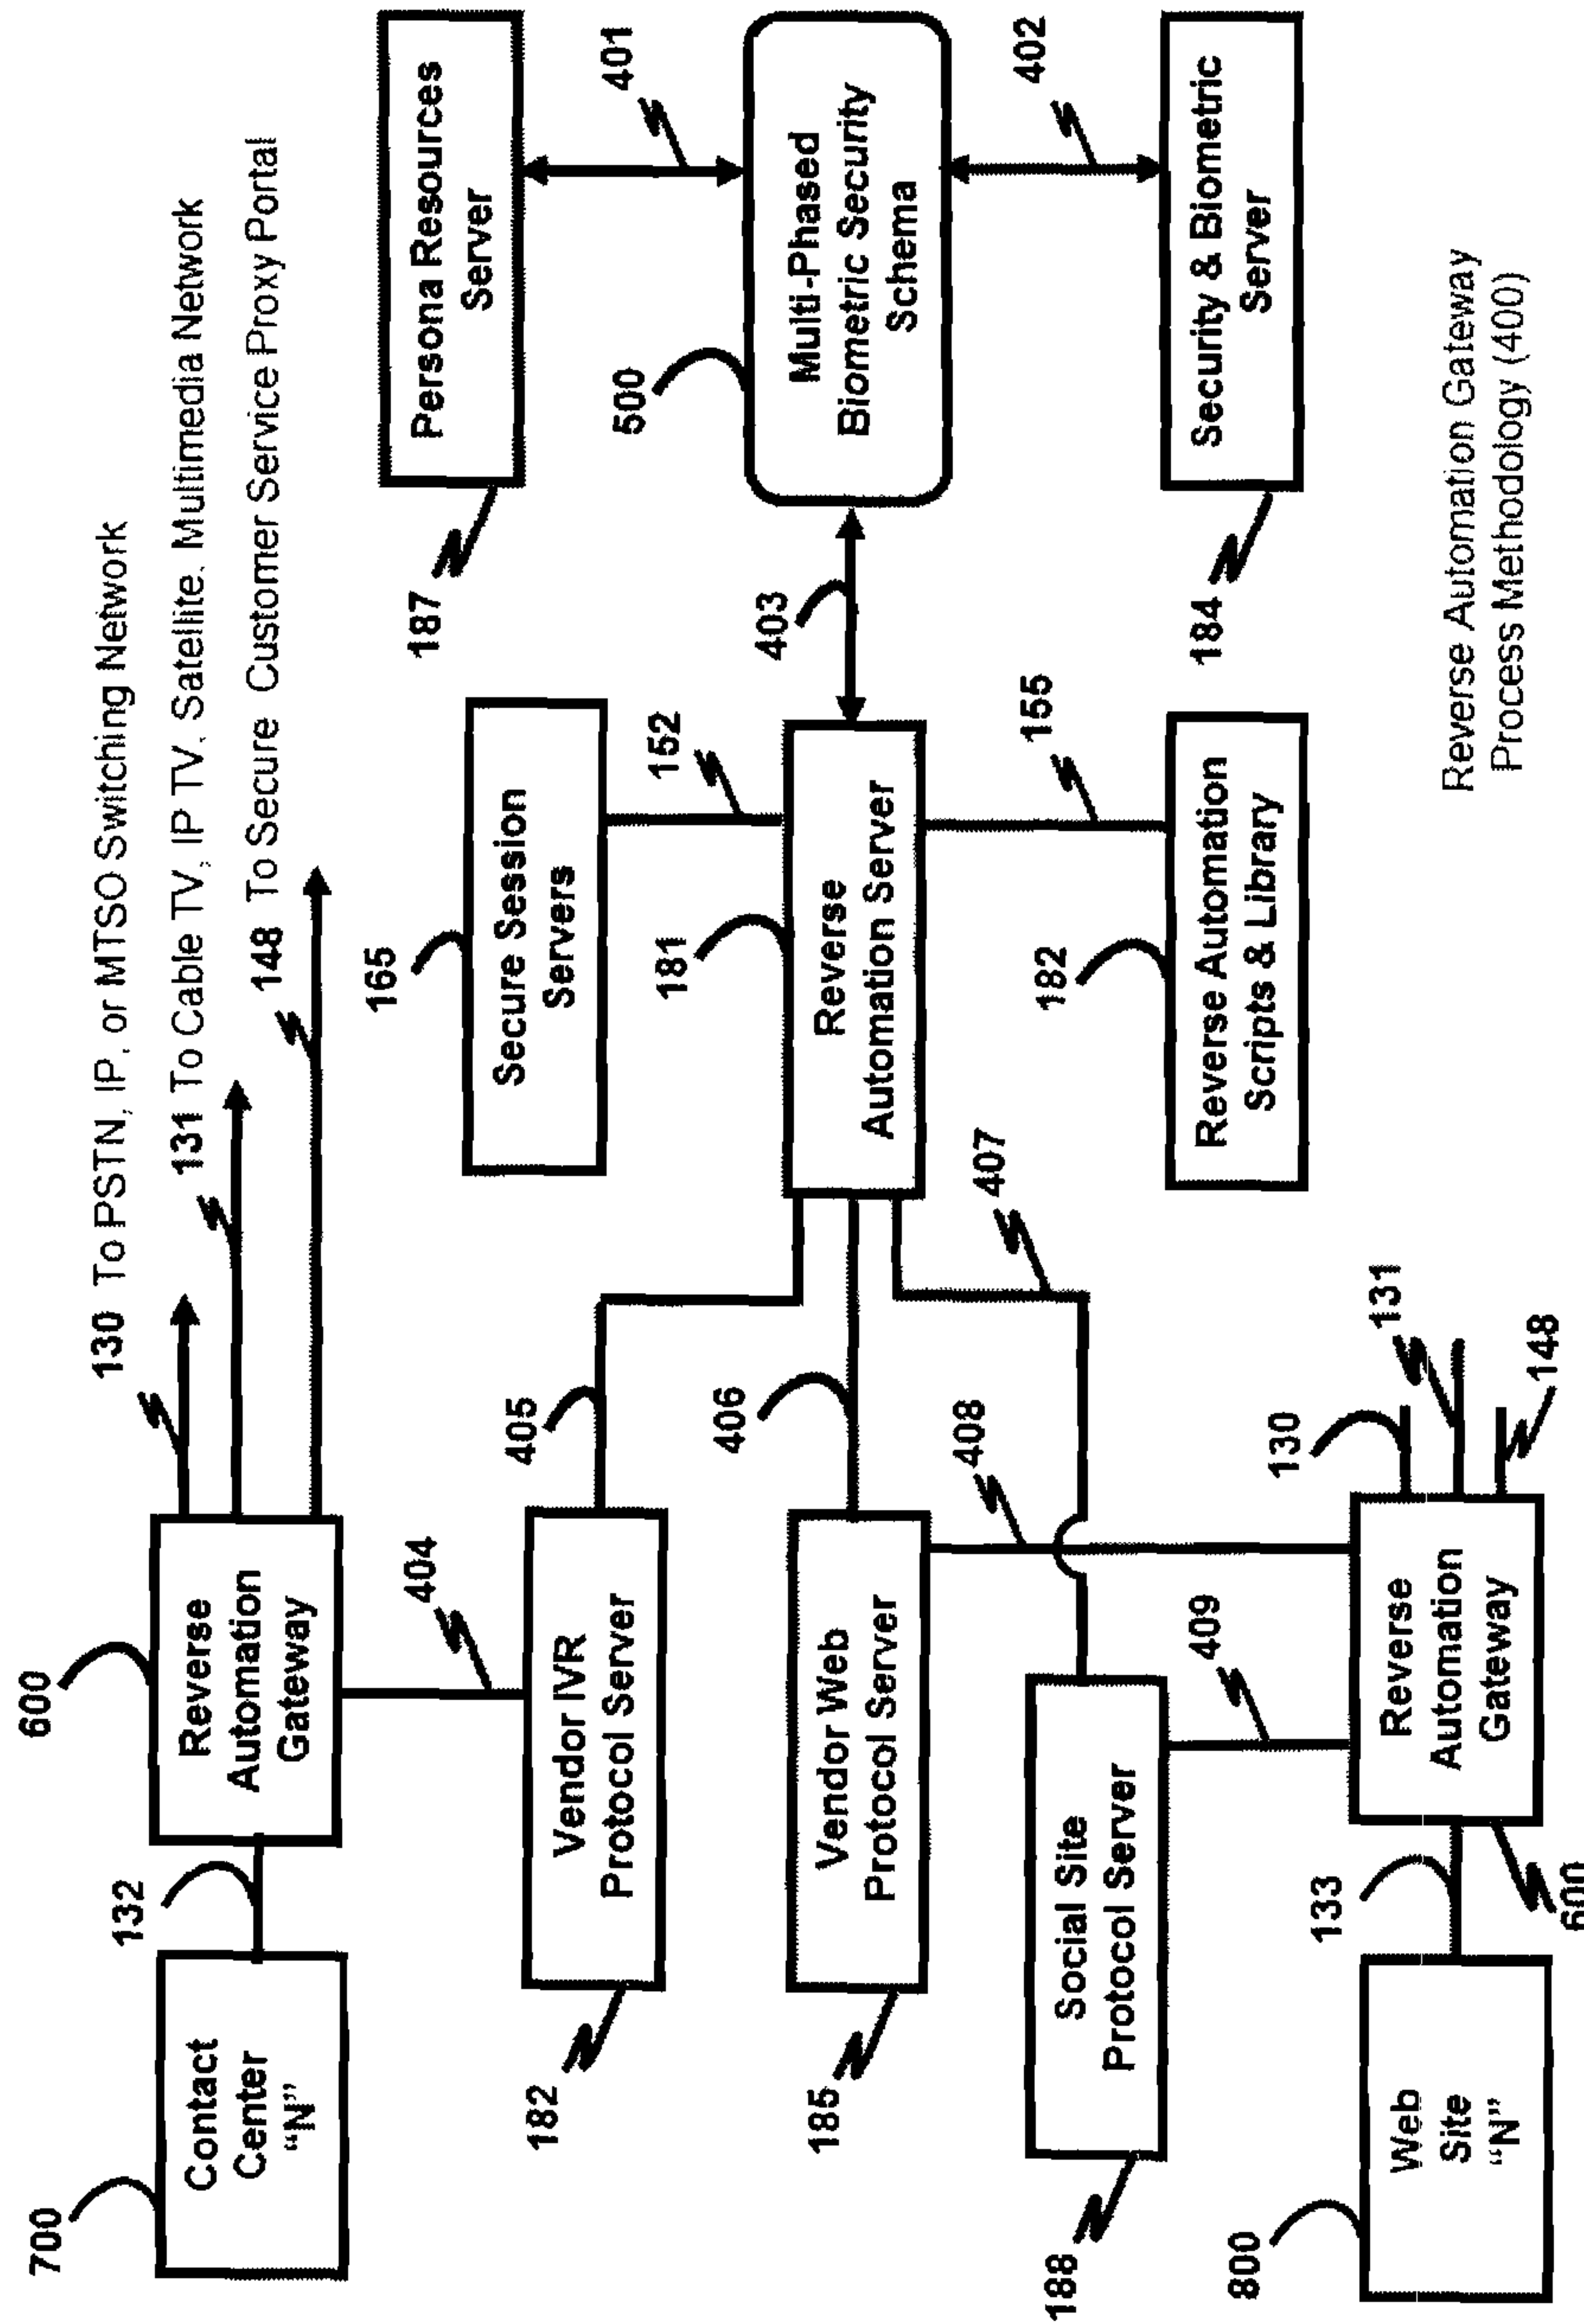 130 To PSTN, IP, or MTSO Switching Network
131 To Cable TV, IP TV, Satellite, Multimedia Network
148 To Secure Customer Service Proxy Portal
600
Reverse
Automation
Gateway
132
700
Contact
Center
“N”
404
182
Vendor IVR
Protocol Server
405
165
Secure Session
Servers
152
187
Persona Resources
Server
401
185
Vendor Web
Protocol Server
406
408
181
Reverse
Automation Server
403
500
Multi-Phased
Biometric Security
Schema
402
188
Social Site
Protocol Server
409
407
155
182
Reverse Automation
Scripts & Library
184
Security & Biometric
Server
800
Web
Site
“N”
133
600
Reverse
Automation
Gateway
130
131
148
Reverse Automation Gateway
Process Methodology (400)